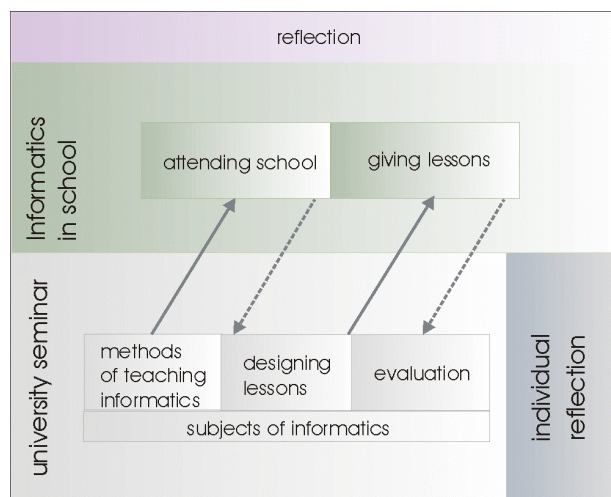 reflection
Informatics
in school
attending school
giving lessons
university seminar
methods
of teaching
informatics
designing
lessons
evaluation
subjects of informatics
individual
reflection